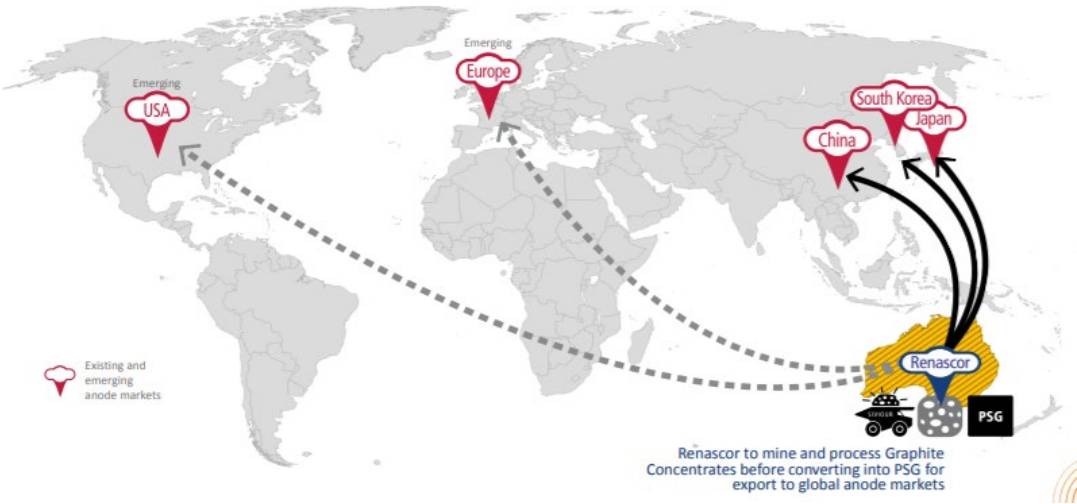 Emerging
Europe
Emerging
USA
South Korea
Japan
China
Existing and
emerging
anode markets
Renascor
SIVIOUR
PSG
Renascor to mine and process Graphite
Concentrates before converting into PSG for
export to global anode markets